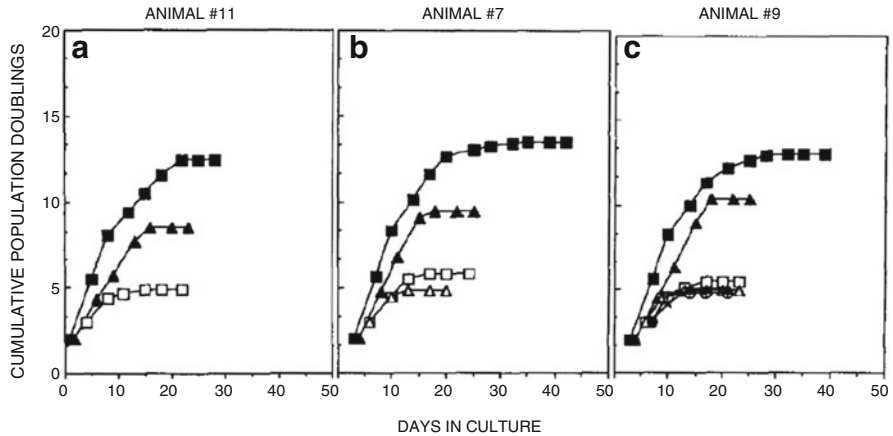 ANIMAL #11 ANIMAL #7 ANIMAL #9
a b c
CUMULATIVE POPULATION DOUBLINGS
20
15
10
5
0
0 10 20 30 50 10 20 30 40 50 10 20 30 40 50
DAYS IN CULTURE